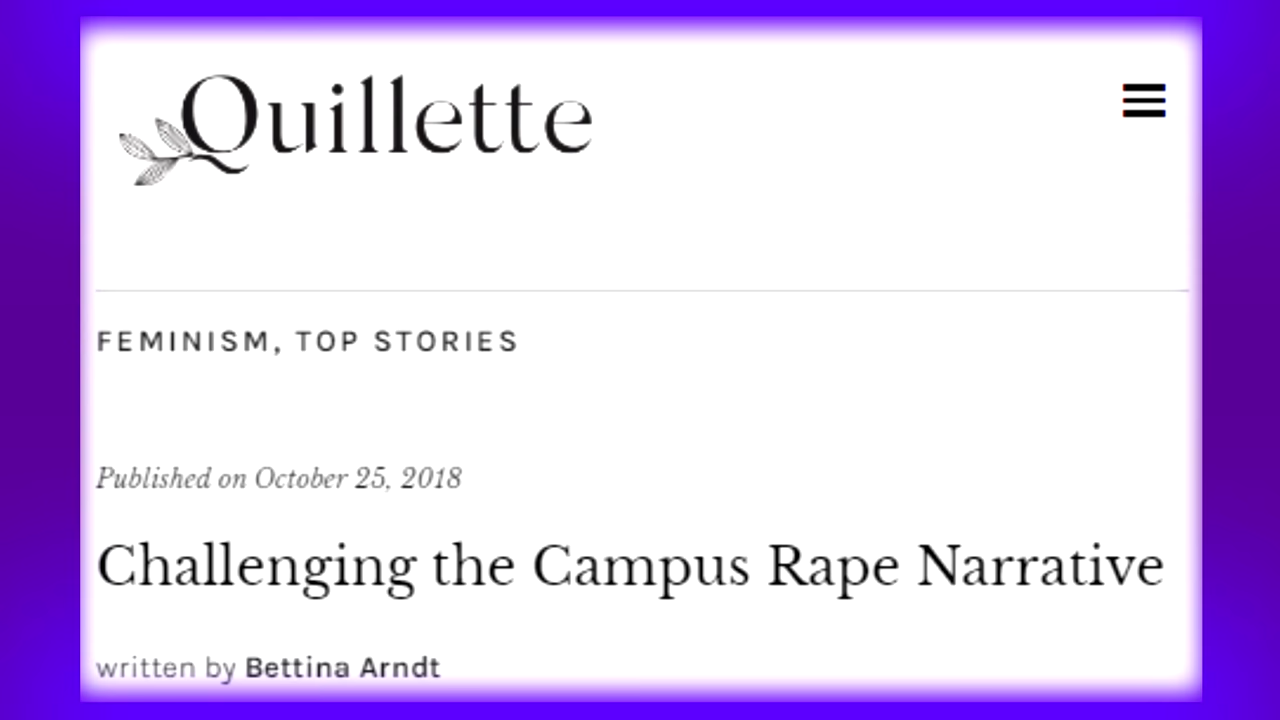 Quillette
FEMINISM, TOP STORIES
Published on October 25, 2018
Challenging the Campus Rape Narrative
written by Bettina Arndt